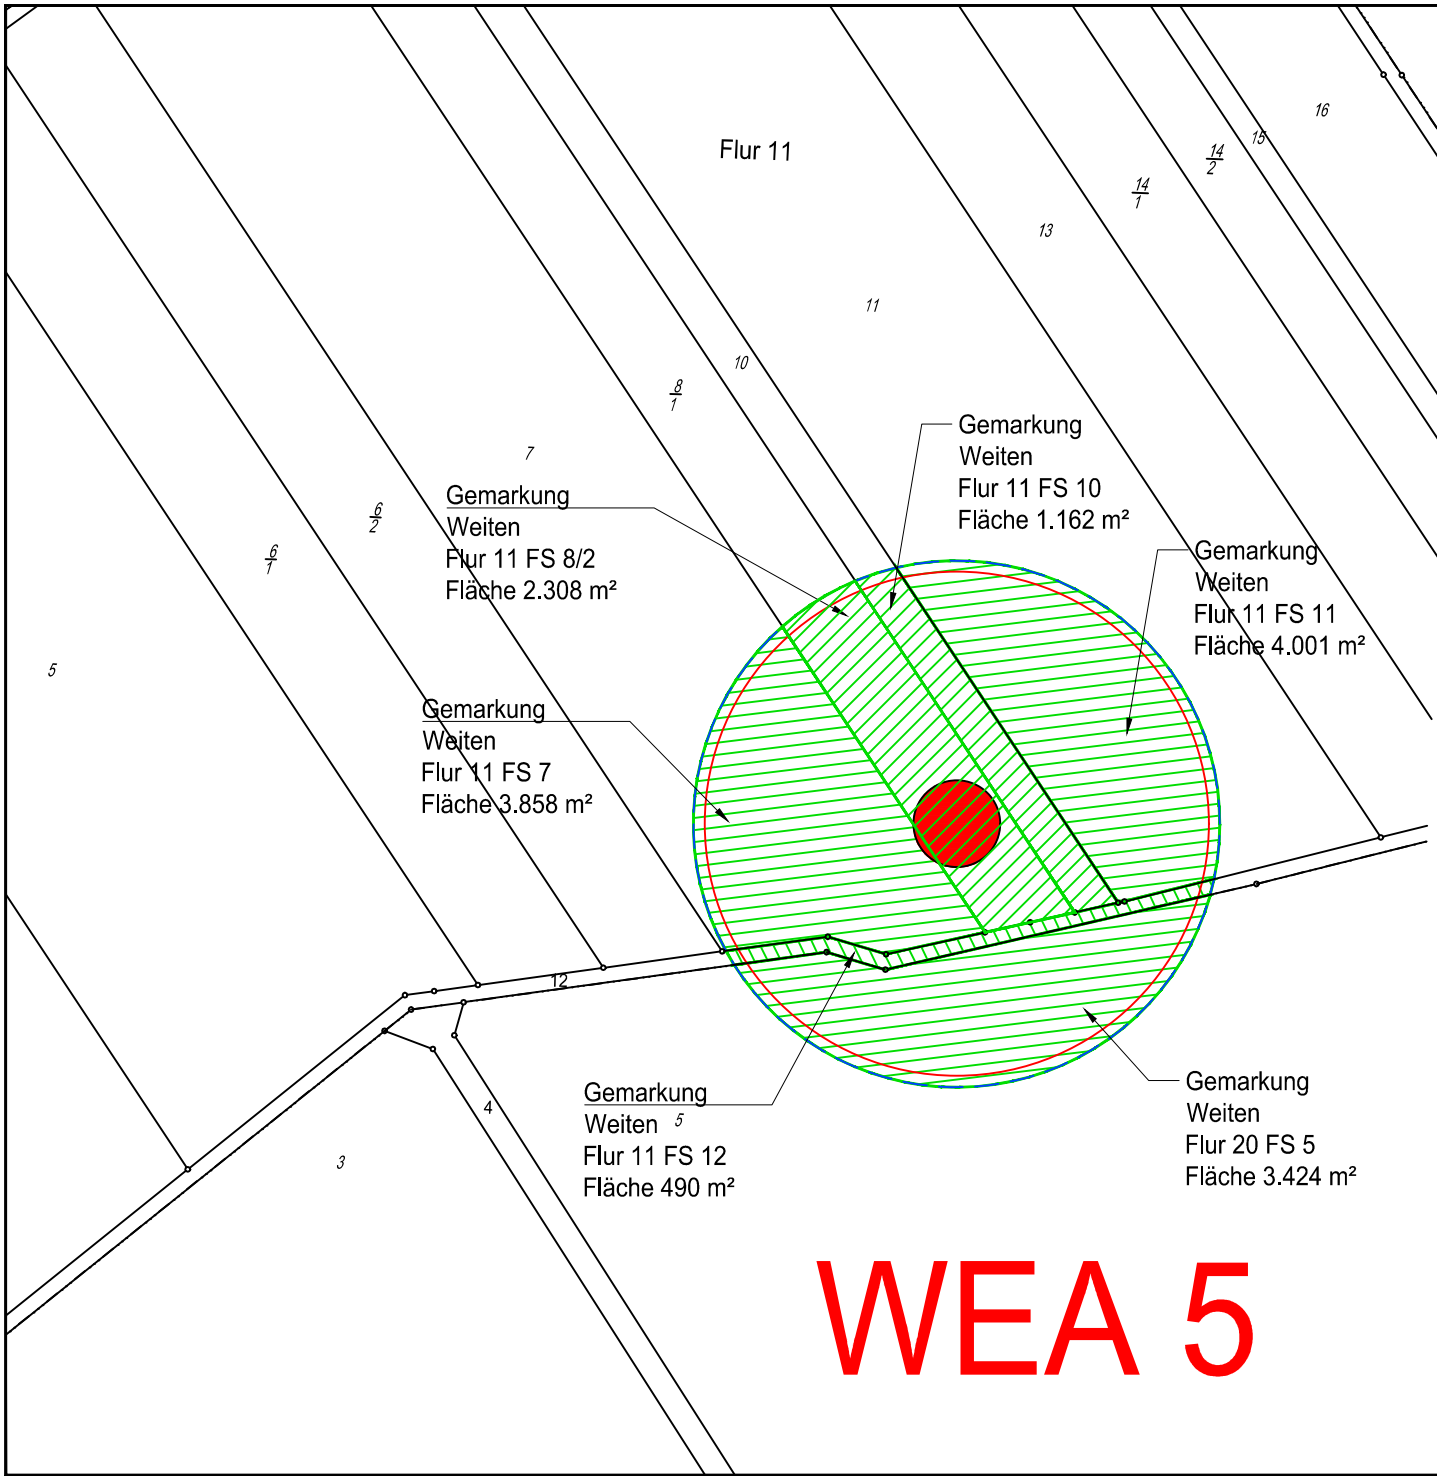 16
15
14
2
Flur 11
14
1
13
11
10
8
1
7
6
2
6
1
5
Gemarkung
Weiten
Flur 11 FS 10
Fläche 1.162 m²
Gemarkung
Weiten
Flur 11 FS 8/2
Fläche 2.308 m²
Gemarkung
Weiten
Flur 11 FS 11
Fläche 4.001 m²
Gemarkung
Weiten
Flur 11 FS 7
Fläche 3.858 m²
12
4
3
Gemarkung
Weiten
5
Flur 11 FS 12
Fläche 490 m²
Gemarkung
Weiten
Flur 20 FS 5
Fläche 3.424 m²
WEA 5